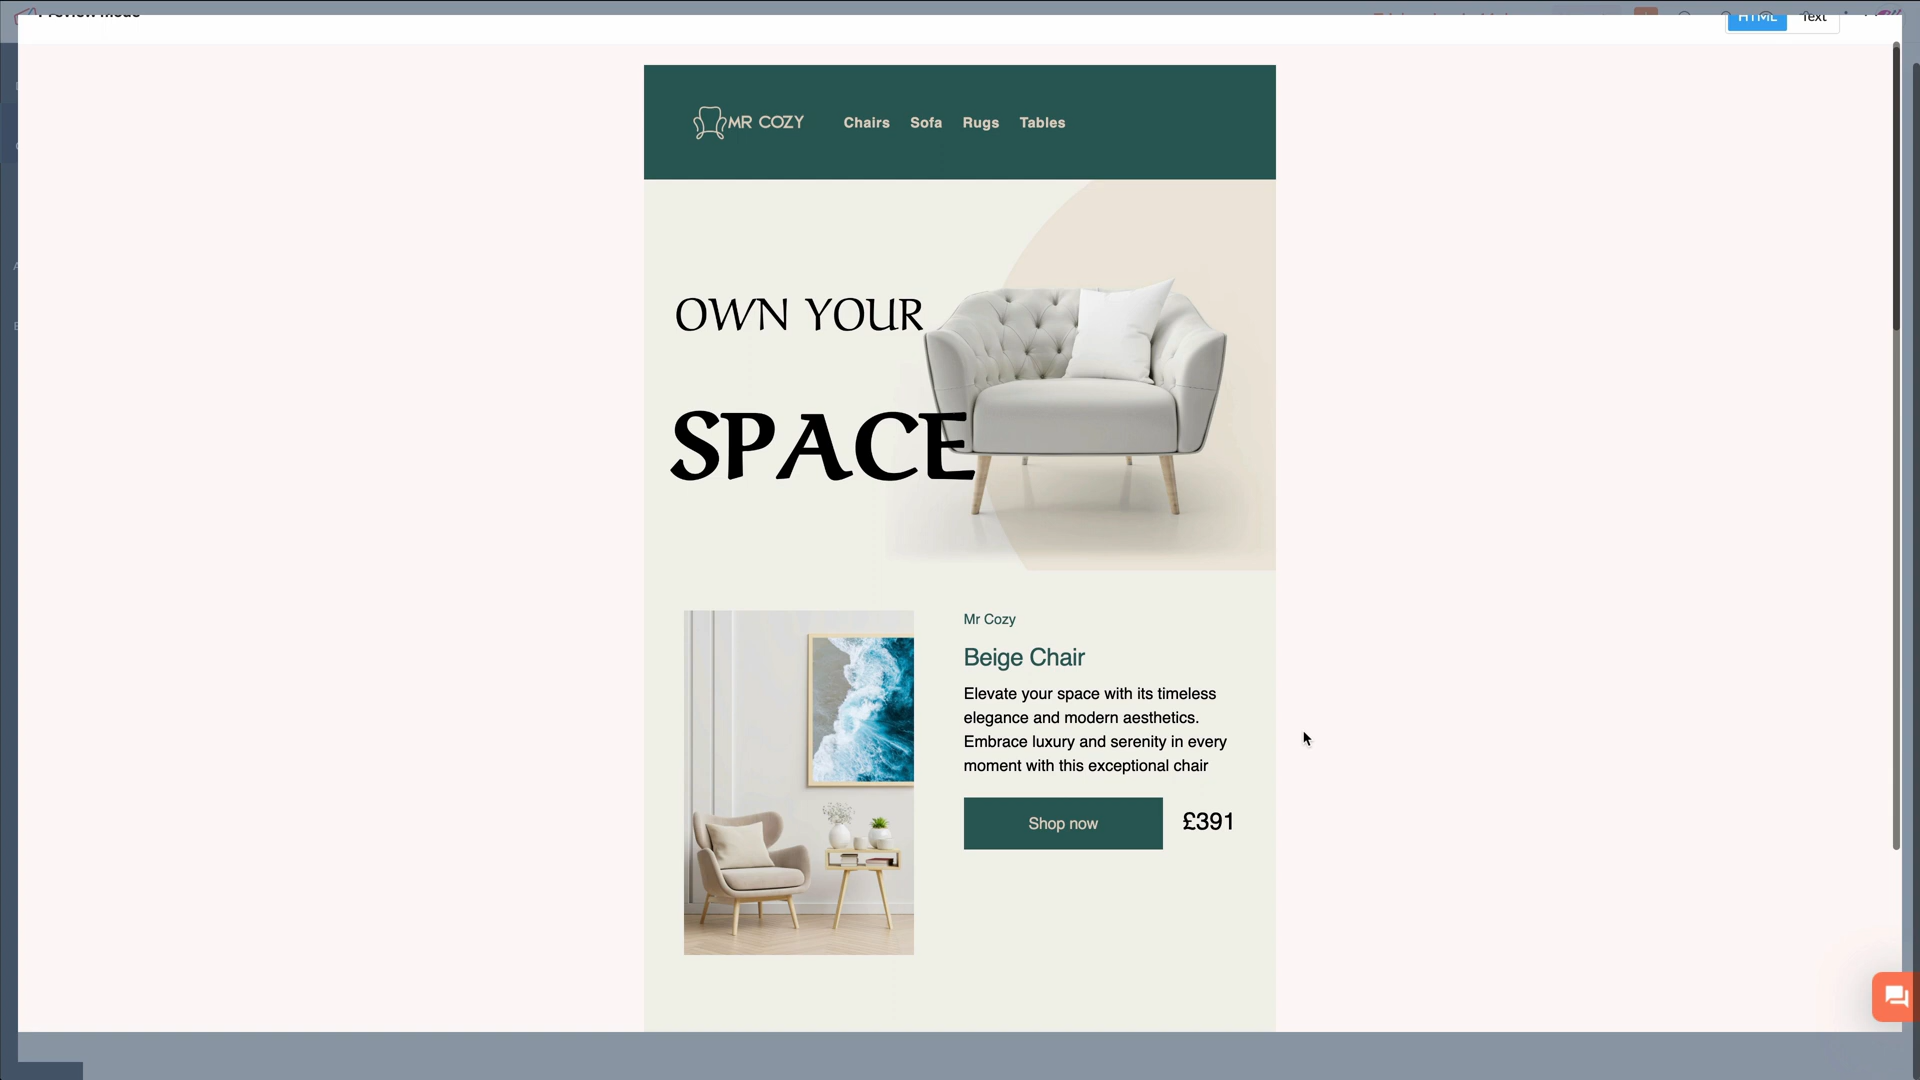 Preview mode
HTML Text
MR COZY Chairs Sofa Rugs Tables
OWN YOUR
SPACE
Mr Cozy
Beige Chair
Elevate your space with its timeless
elegance and modern aesthetics.
Embrace luxury and serenity in every
moment with this exceptional chair
Shop now £391